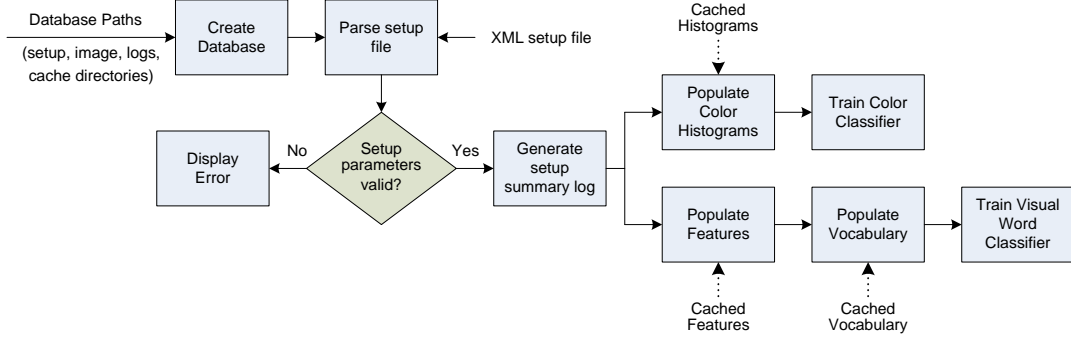 Database Paths
(setup, image, logs,
cache directories)
Create
Database
Parse setup
file
XML setup file
Cached
Histograms
Populate
Color
Histograms
Train Color
Classifier
Setup
parameters
valid?
No
Yes
Display
Error
Generate
setup
summary log
Populate
Features
Populate
Vocabulary
Train Visual
Word
Classifier
Cached
Features
Cached
Vocabulary